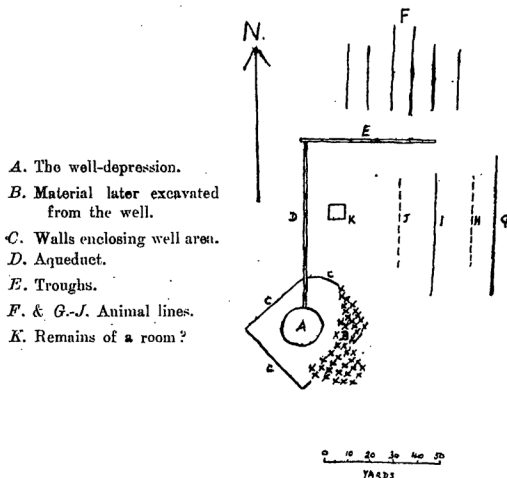 F
N.
E
A. The well-depression.
B. Material later excavated
from the well.
C. Walls enclosing well area.
D. Aqueduct.
E. Troughs.
F. & G.-J. Animal lines.
K. Remains of a room?
D
K
J
I
H
G
C
C
A
B
C
0 10 20 30 40 50
YARDS